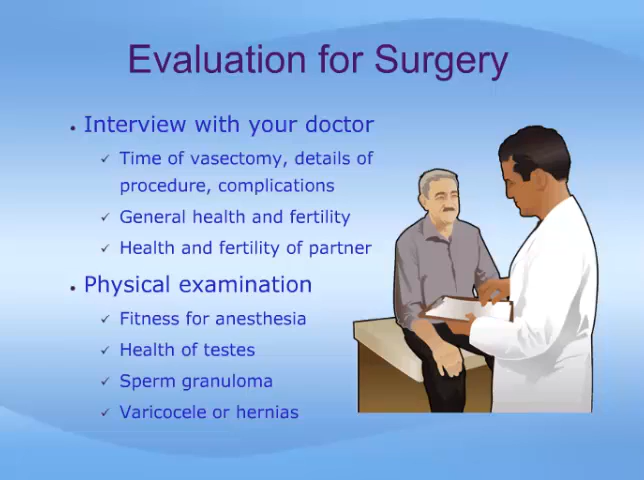 Evaluation for Surgery
• Interview with your doctor
✓ Time of vasectomy, details of
procedure, complications
✓ General health and fertility
✓ Health and fertility of partner
• Physical examination
✓ Fitness for anesthesia
✓ Health of testes
✓ Sperm granuloma
✓ Varicocele or hernias